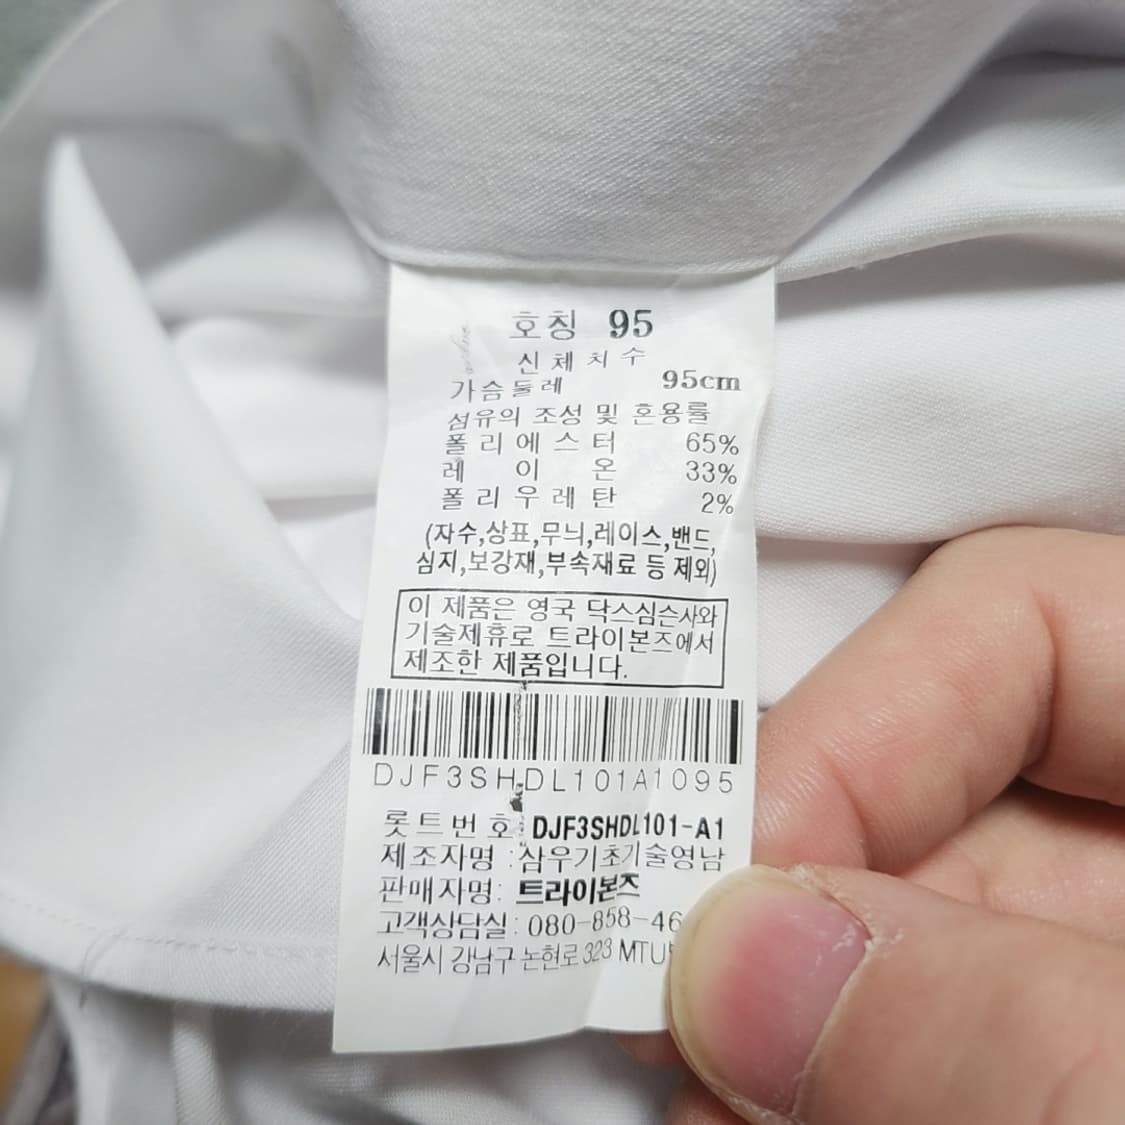 호칭 95
신체치수
가슴둘레 95cm
섬유의 조성 및 혼용률
폴리에스터 65%
레이온 33%
폴리우레탄 2%
(자수,상표,무늬,레이스,밴드,
심지,보강재,부속재료 등 제외)
이 제품은 영국 닥스심슨사와
기술제휴로 트라이본즈에서
제조한 제품입니다.
DJF3SHDL101A1095
롯트번호: DJF3SHDL101-A1
제조자명 :삼우기초기술영남
판매자명: 트라이본즈
고객상담실: 080-858-46
서울시 강남구 논현로 323 MTU